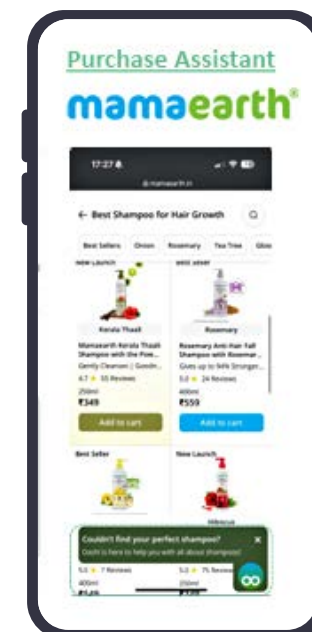 Purchase Assistant
mamaearth®
17:27
mamaearth.in
← Best Shampoo for Hair Growth
Best Sellers Onion Rosemary Tea Tree
New Launch
Best Seller
Kerala Thaali
Rosemary
Mamaearth Kerala Thaali
Shampoo with the Pow...
Rosemary Anti Hair Fall
Shampoo with Rosemar...
Gently Cleanses |
Gives up to 94% Stronger...
4.7 ★ 55 Reviews
5.0 ★ 24 Reviews
250ml
400ml
₹349
₹559
Add to cart
Add to cart
Best Seller
New Launch
Hibiscus
Couldn't find your perfect shampoo? ×
is here to help you with all about shampoos!
5.0 ★ 7 Reviews
5.0 ★ 75 Reviews
400ml
250ml